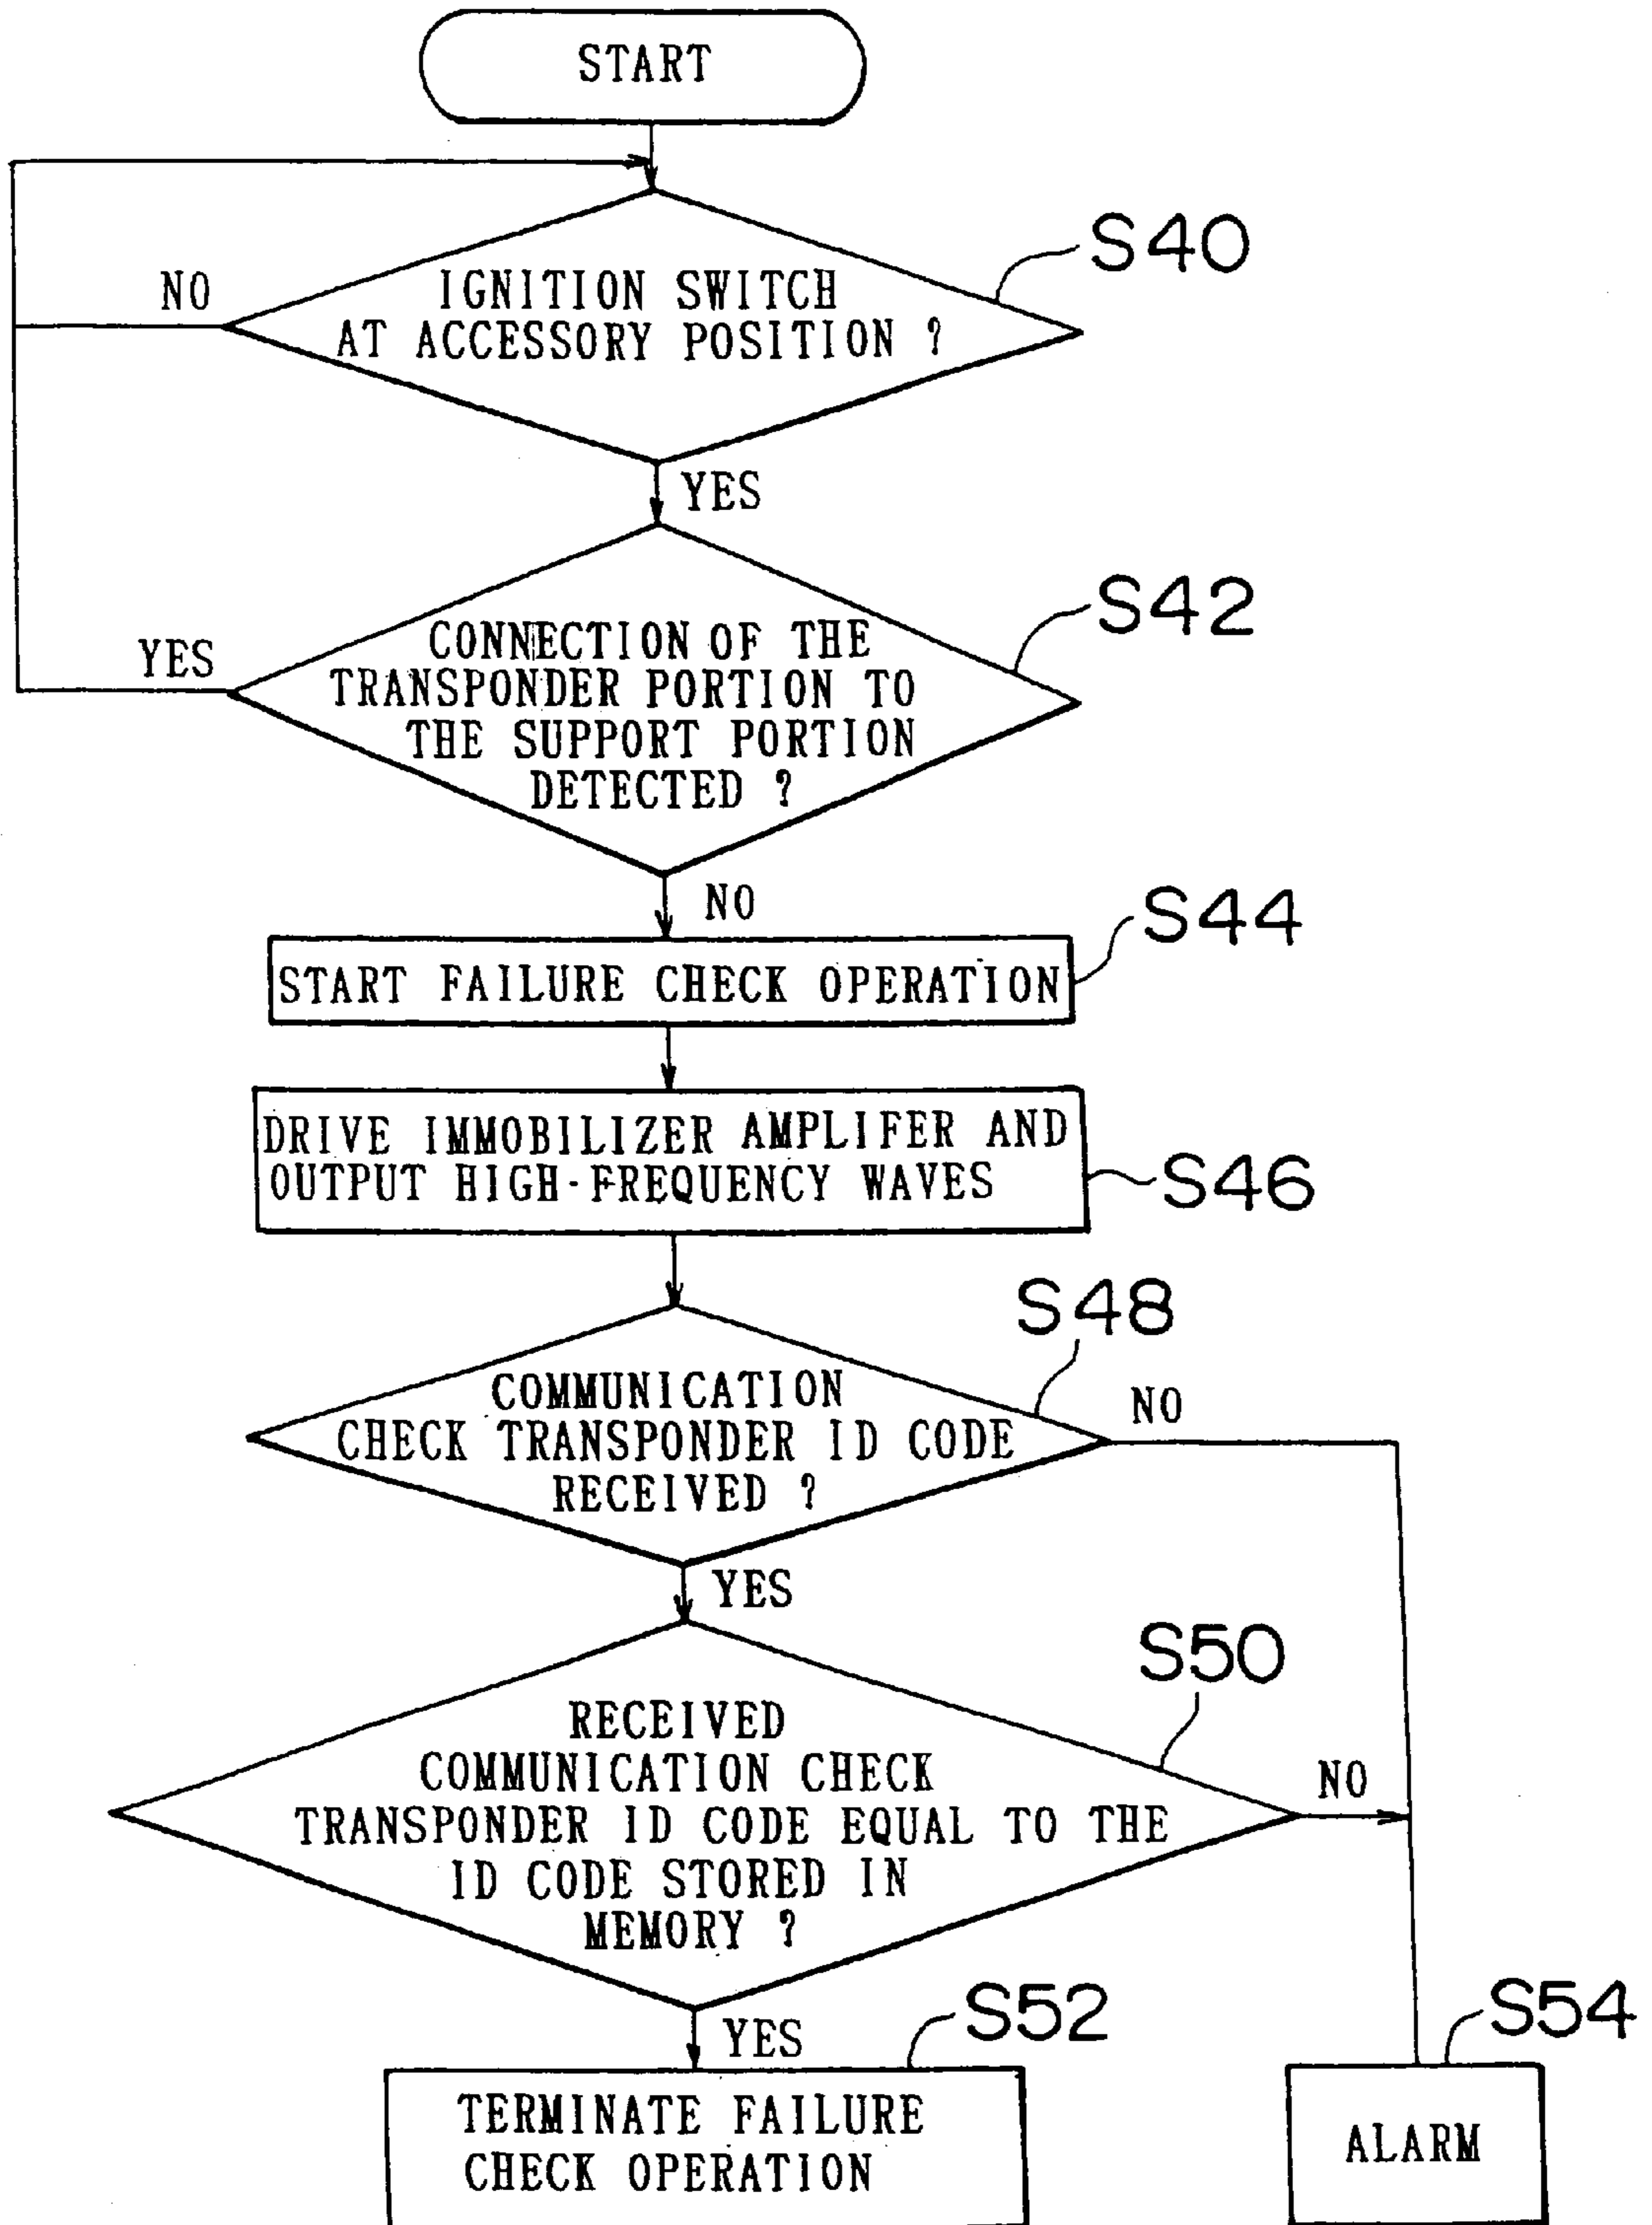 START
S40
NO
IGNITION SWITCH
AT ACCESSORY POSITION ?
YES
S42
YES
CONNECTION OF THE
TRANSPONDER PORTION TO
THE SUPPORT PORTION
DETECTED ?
NO
S44
START FAILURE CHECK OPERATION
DRIVE IMMOBILIZER AMPLIFER AND
OUTPUT HIGH-FREQUENCY WAVES
S46
S48
COMMUNICATION
CHECK TRANSPONDER ID CODE
RECEIVED ?
NO
YES
S50
RECEIVED
COMMUNICATION CHECK
TRANSPONDER ID CODE EQUAL TO THE
ID CODE STORED IN
MEMORY ?
NO
YES
S52
S54
TERMINATE FAILURE
CHECK OPERATION
ALARM